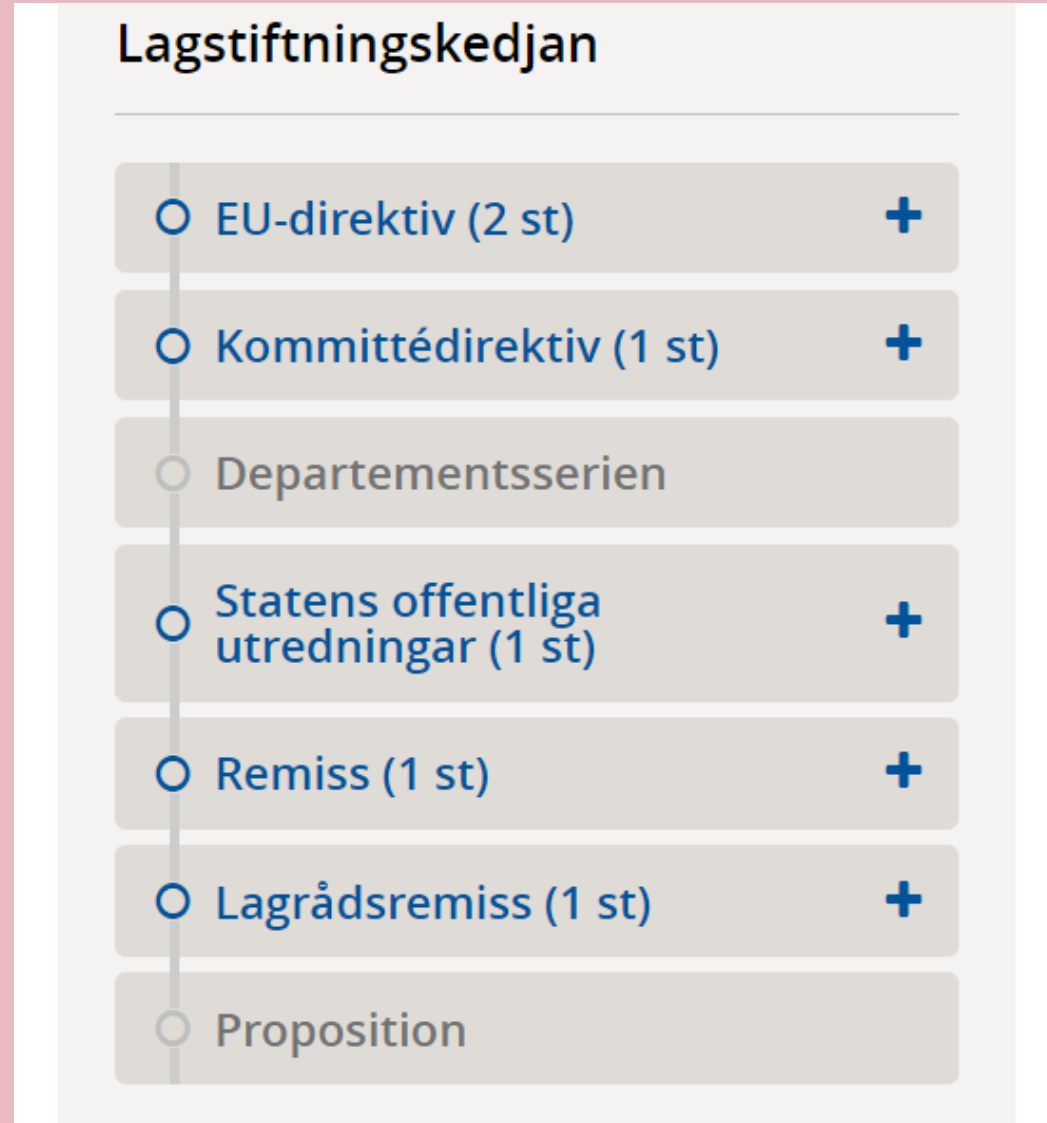 Lagstiftningskedjan
EU-direktiv (2 st)
Kommittédirektiv (1 st)
Departementsserien
Statens offentliga
utredningar (1 st)
Remiss (1 st)
Lagrådsremiss (1 st)
Proposition